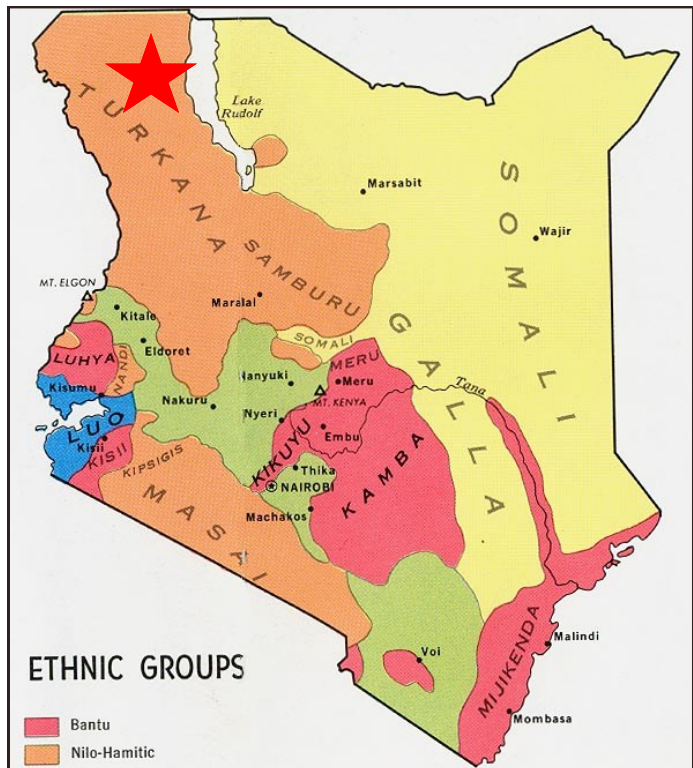 Lake
Rudolf
TURKANA
Marsabit
SOMALI
Wajir
SAMBURU
MT. ELGON
Maralal
Kitale
GALLA
SOMALI
Eldoret
LUHYA
NANDI
MERU
Nanyuki
Meru
Tana
Kisumu
MT. KENYA
Nakuru
Nyeri
LUO
Embu
Kisii
KISII
KIKUYU
KAMBA
KIPSIGIS
Thika
NAIROBI
MASAI
Machakos
MIJIKENDA
Malindi
Voi
ETHNIC GROUPS
Mombasa
Bantu
Nilo-Hamitic